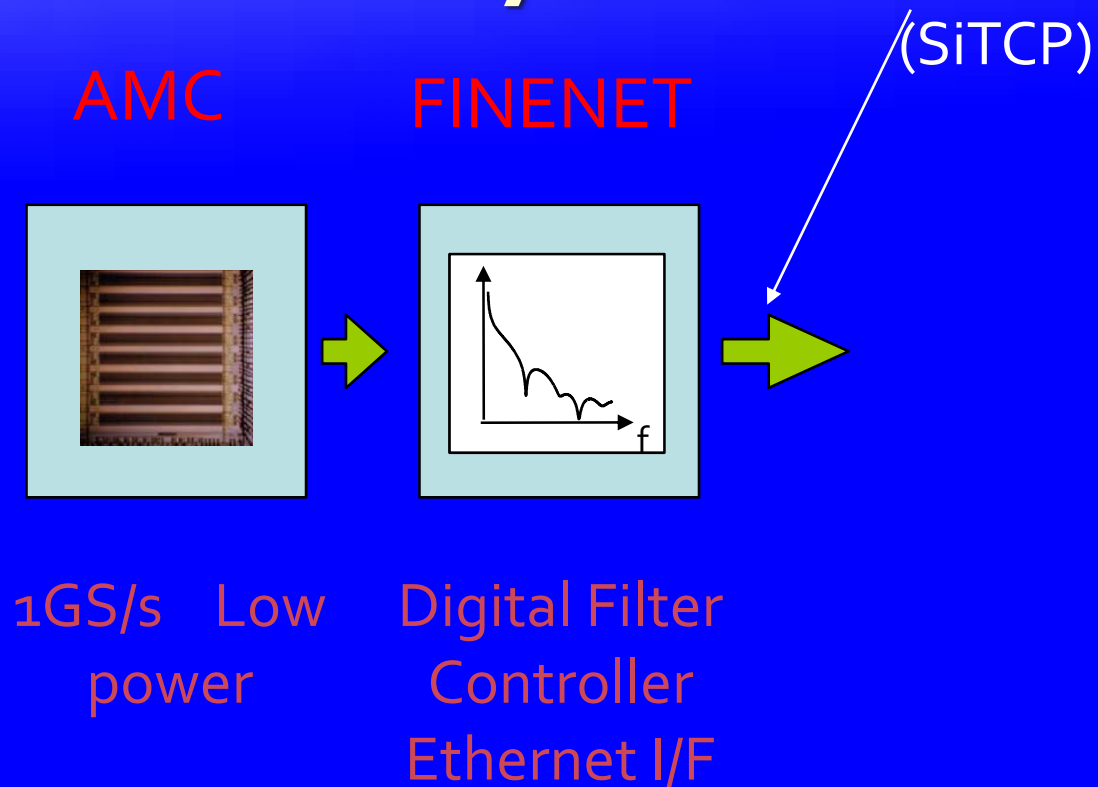 (SiTCP)
AMC
FINENET
f
1GS/s Low
power
Digital Filter
Controller
Ethernet I/F